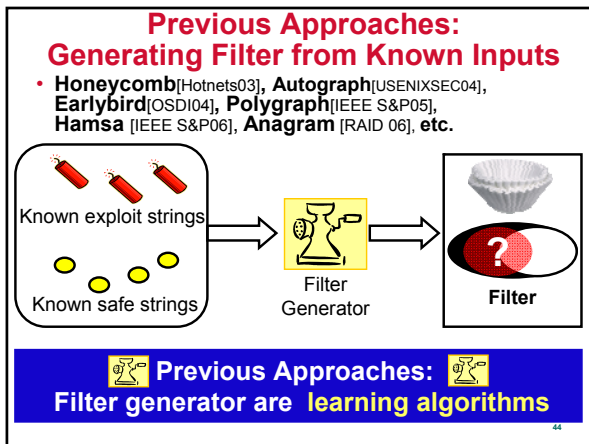 Previous Approaches:
Generating Filter from Known Inputs
• Honeycomb[Hotnets03], Autograph[USENIXSEC04],
Earlybird[OSDI04], Polygraph[IEEE S&P05],
Hamsa [IEEE S&P06], Anagram [RAID 06], etc.
Known exploit strings
Known safe strings
Filter
Generator
?
Filter
Previous Approaches:
Filter generator are learning algorithms
44